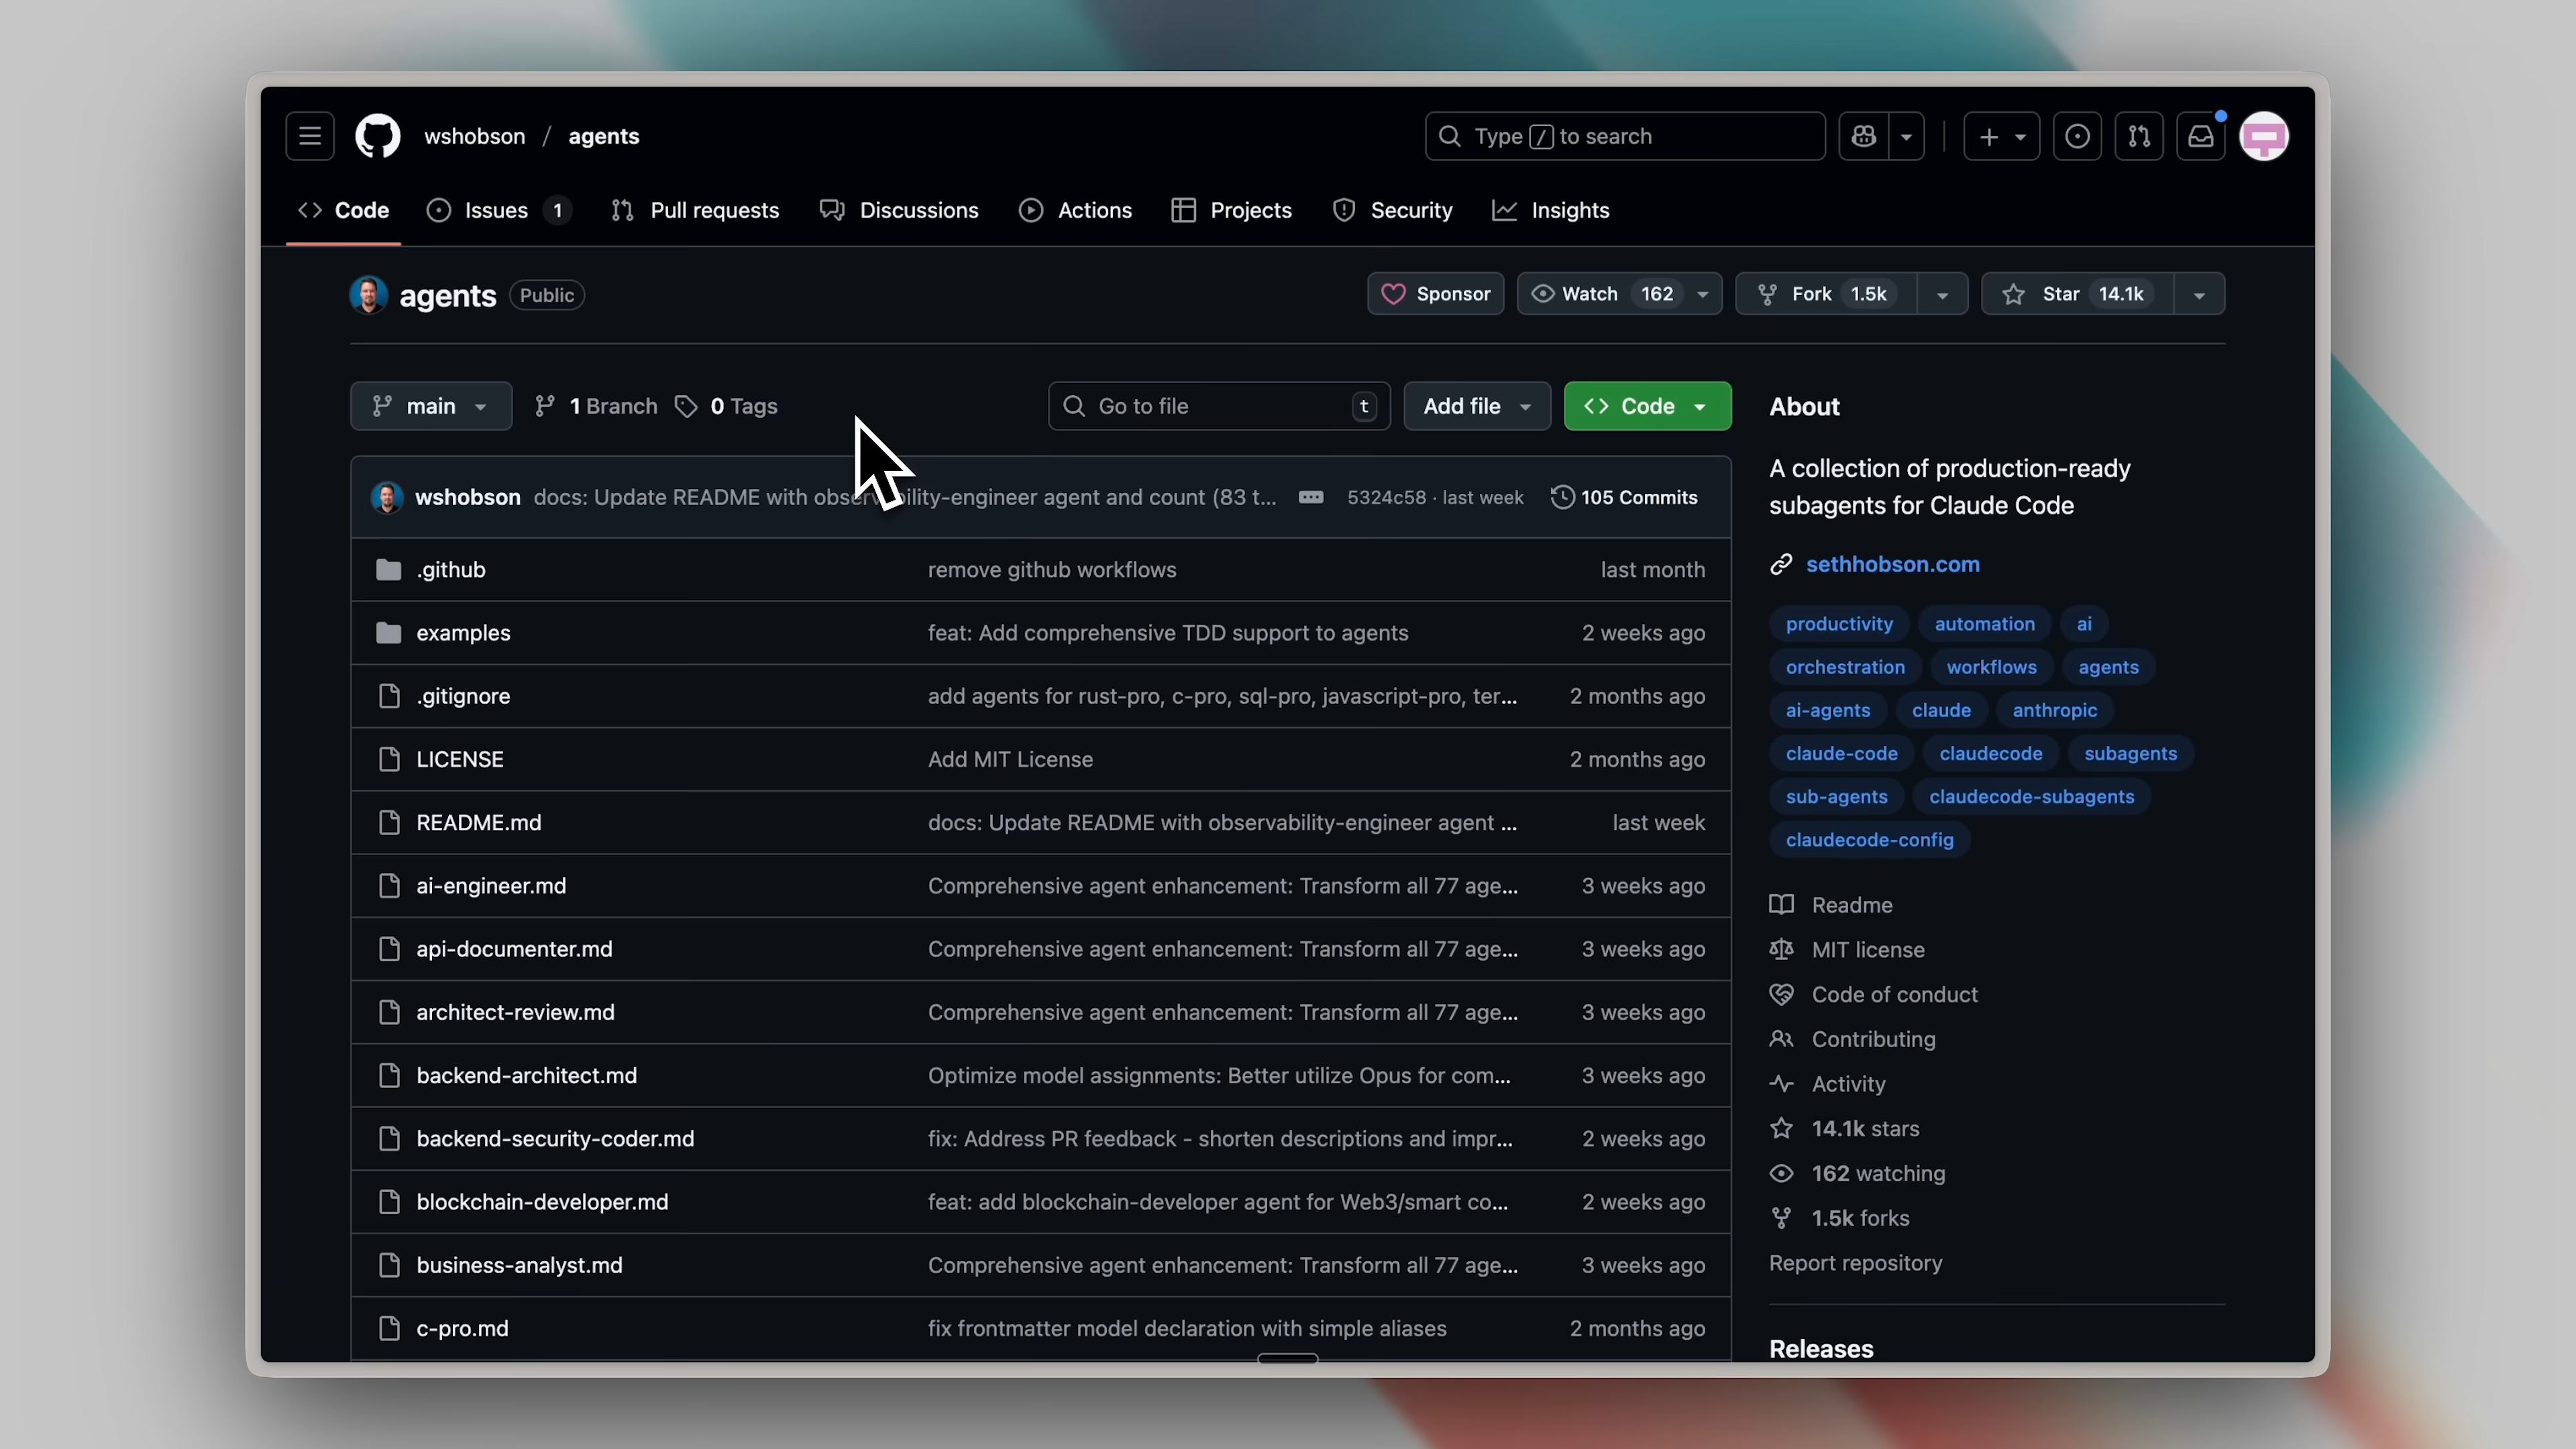 wshobson / agents
Type / to search
Code
Issues 1
Pull requests
Discussions
Actions
Projects
Security
Insights
agents Public
Sponsor
Watch 162
Fork 1.5k
Star 14.1k
main
1 Branch
0 Tags
Go to file t
Add file
Code
wshobson docs: Update README with observability-engineer agent and count (83 t... 5324c58 · last week 105 Commits
.github remove github workflows last month
examples feat: Add comprehensive TDD support to agents 2 weeks ago
.gitignore add agents for rust-pro, c-pro, sql-pro, javascript-pro, ter... 2 months ago
LICENSE Add MIT License 2 months ago
README.md docs: Update README with observability-engineer agent ... last week
ai-engineer.md Comprehensive agent enhancement: Transform all 77 age... 3 weeks ago
api-documenter.md Comprehensive agent enhancement: Transform all 77 age... 3 weeks ago
architect-review.md Comprehensive agent enhancement: Transform all 77 age... 3 weeks ago
backend-architect.md Optimize model assignments: Better utilize Opus for com... 3 weeks ago
backend-security-coder.md fix: Address PR feedback - shorten descriptions and impr... 2 weeks ago
blockchain-developer.md feat: add blockchain-developer agent for Web3/smart co... 2 weeks ago
business-analyst.md Comprehensive agent enhancement: Transform all 77 age... 3 weeks ago
c-pro.md fix frontmatter model declaration with simple aliases 2 months ago
About
A collection of production-ready
subagents for Claude Code
sethhobson.com
productivity automation ai
orchestration workflows agents
ai-agents claude anthropic
claude-code claudecode subagents
sub-agents claudecode-subagents
claudecode-config
Readme
MIT license
Code of conduct
Contributing
Activity
14.1k stars
162 watching
1.5k forks
Report repository
Releases